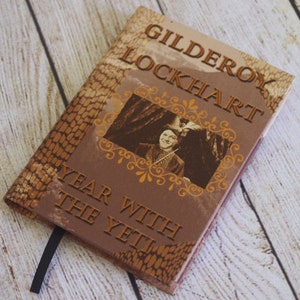 GILDEROY
LOCKHART
YEAR WITH
THE YETI